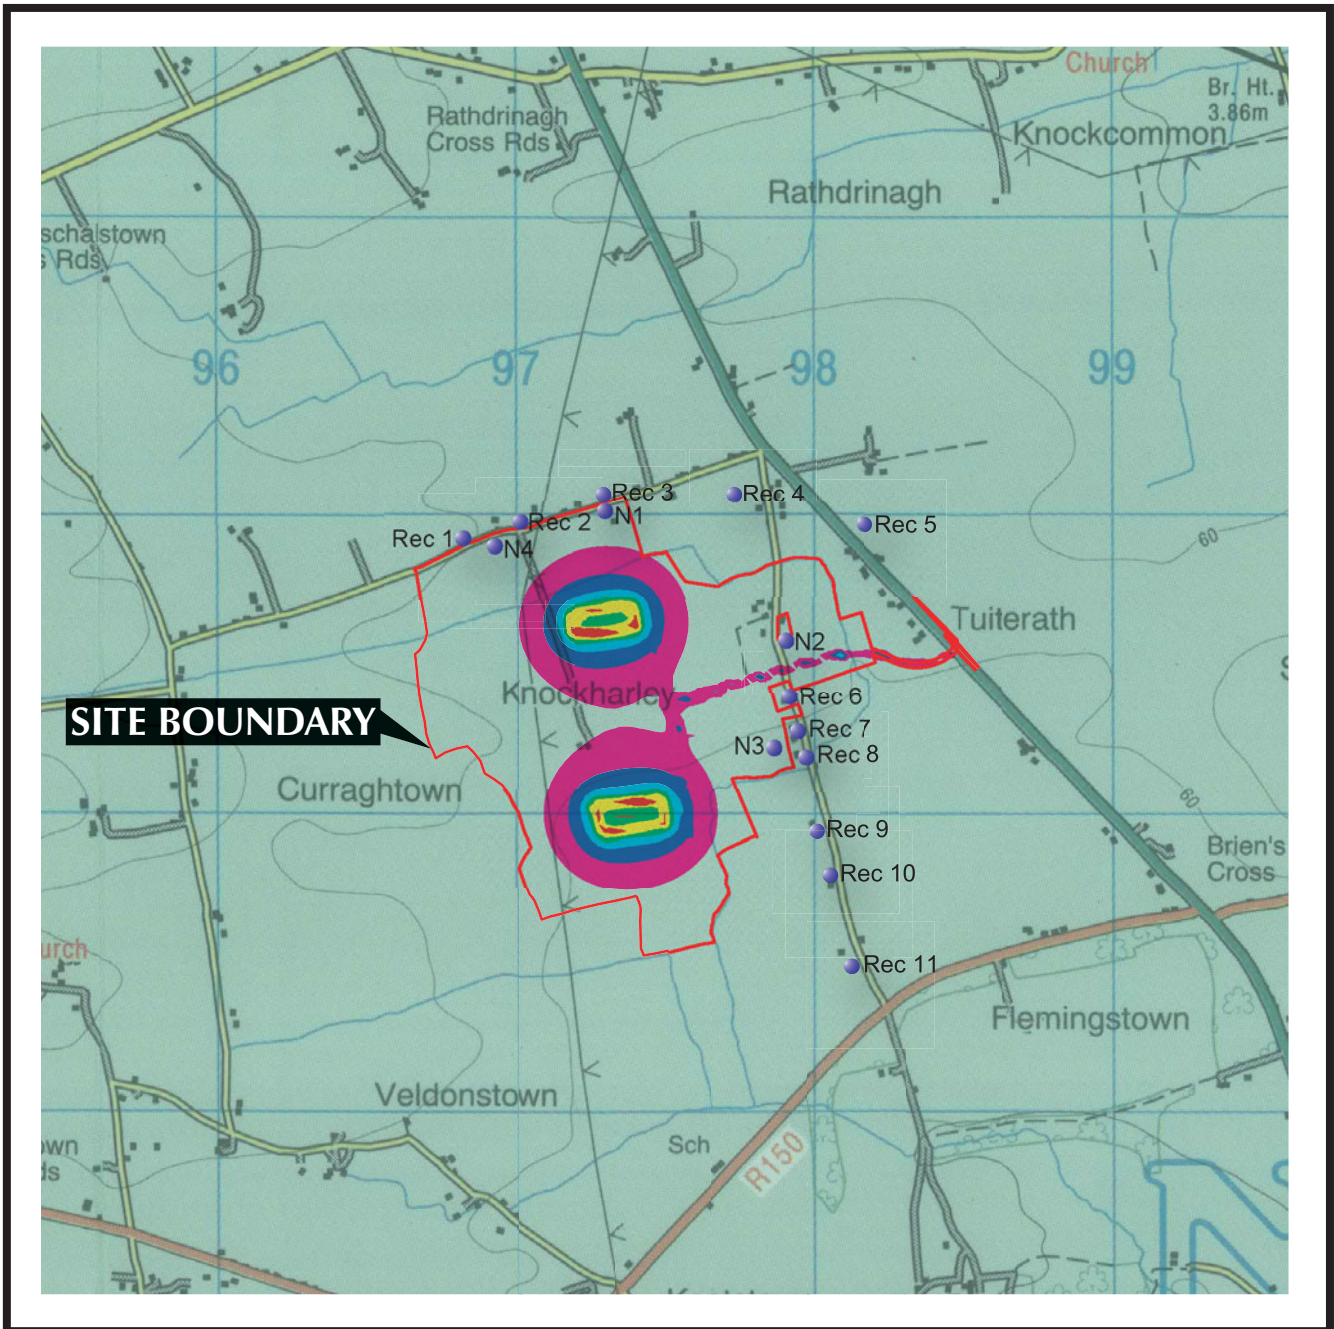 Church
Br. Ht.
3.86m
Rathdrinagh
Cross Rds
Knockcommon
Rathdrinagh
schalstown
s Rds
96
97
98
99
Rec 3
Rec 4
N1
Rec 2
Rec 5
Rec 1
N4
60
Tuiterath
N2
Knockharley
Rec 6
SITE BOUNDARY
Rec 7
N3
Rec 8
Curraghtown
60
Rec 9
Brien's
Cross
Rec 10
urch
Rec 11
Flemingstown
Veldonstown
Sch
own
ds
R150
N